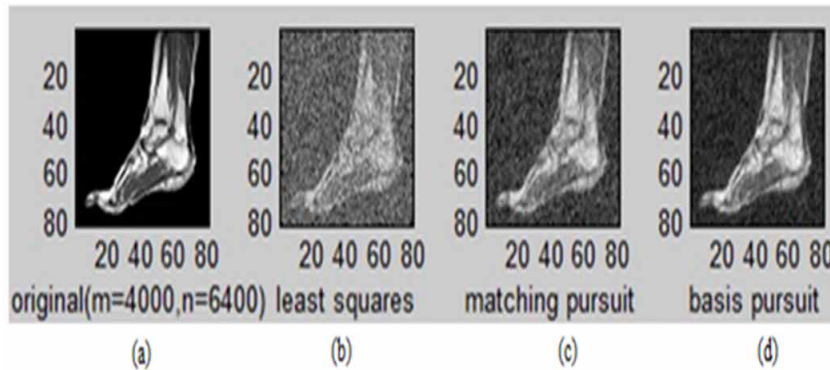 20 20 20 20
40 40 40 40
60 60 60 60
80 80 80 80
20 40 60 80 20 40 60 80 20 40 60 80 20 40 60 80
original(m=4000,n=6400) least squares matching pursuit basis pursuit
(a) (b) (c) (d)